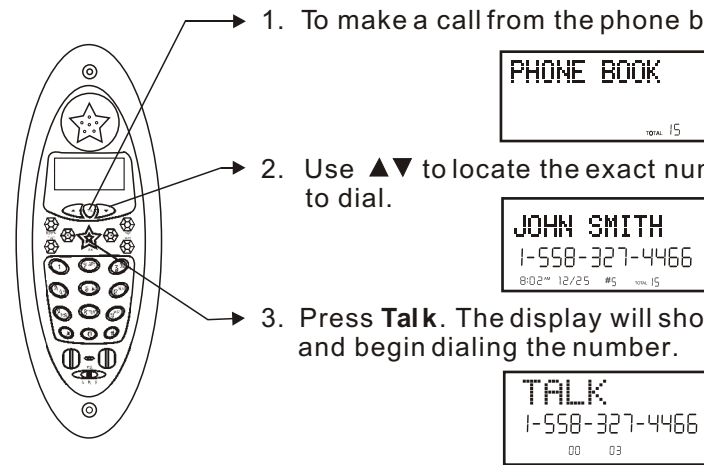 1. To make a call from the phone b
PHONE BOOK
TOTAL 15
2. Use ▲▼ to locate the exact nu
to dial.
JOHN SMITH
1-558-327-4466
8:02 12/25 #5 TOTAL 15
3. Press Talk. The display will sho
and begin dialing the number.
TALK
1-558-327-4466
00 03